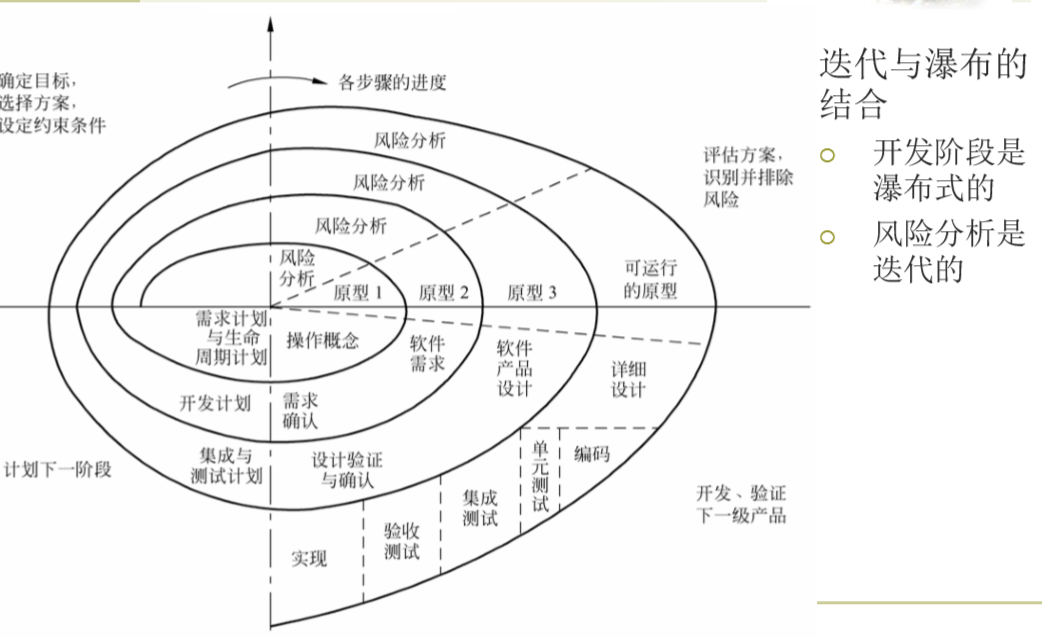 确定目标,
选择方案,
设定约束条件
各步骤的进度
风险分析
风险分析
风险分析
风险
分析
评估方案,
识别并排除
风险
原型 1
原型 2
原型 3
可运行
的原型
需求计划
与生命
周期计划
操作概念
软件
需求
软件
产品
设计
详细
设计
开发计划
需求
确认
集成与
测试计划
设计验证
与确认
单元测试
编码
集成
测试
验收
测试
实现
计划下一阶段
开发、验证
下一级产品
迭代与瀑布的
结合
开发阶段是
瀑布式的
风险分析是
迭代的